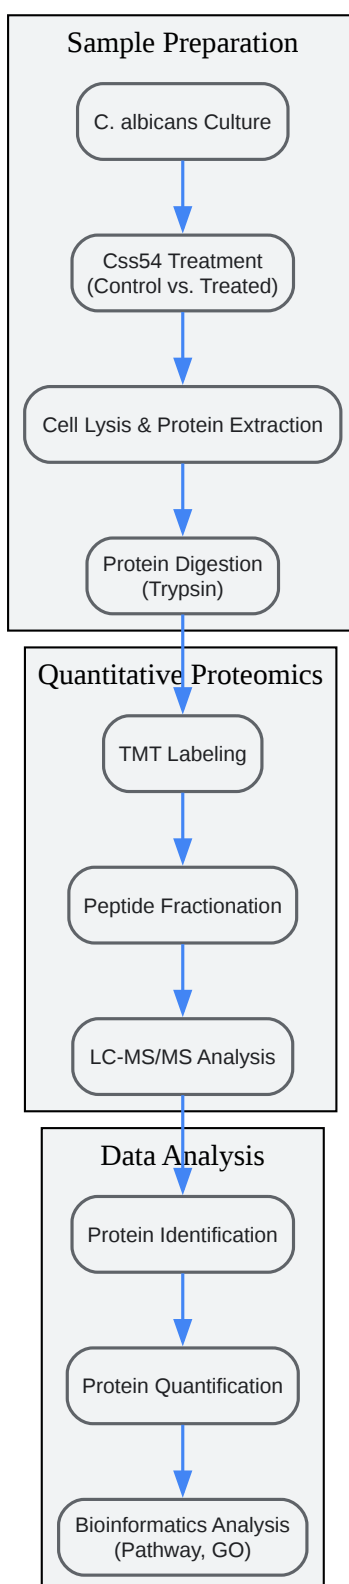 Sample Preparation
C. albicans Culture
Css54 Treatment
(Control vs. Treated)
Cell Lysis & Protein Extraction
Protein Digestion
(Trypsin)
Quantitative Proteomics
TMT Labeling
Peptide Fractionation
LC-MS/MS Analysis
Data Analysis
Protein Identification
Protein Quantification
Bioinformatics Analysis
(Pathway, GO)